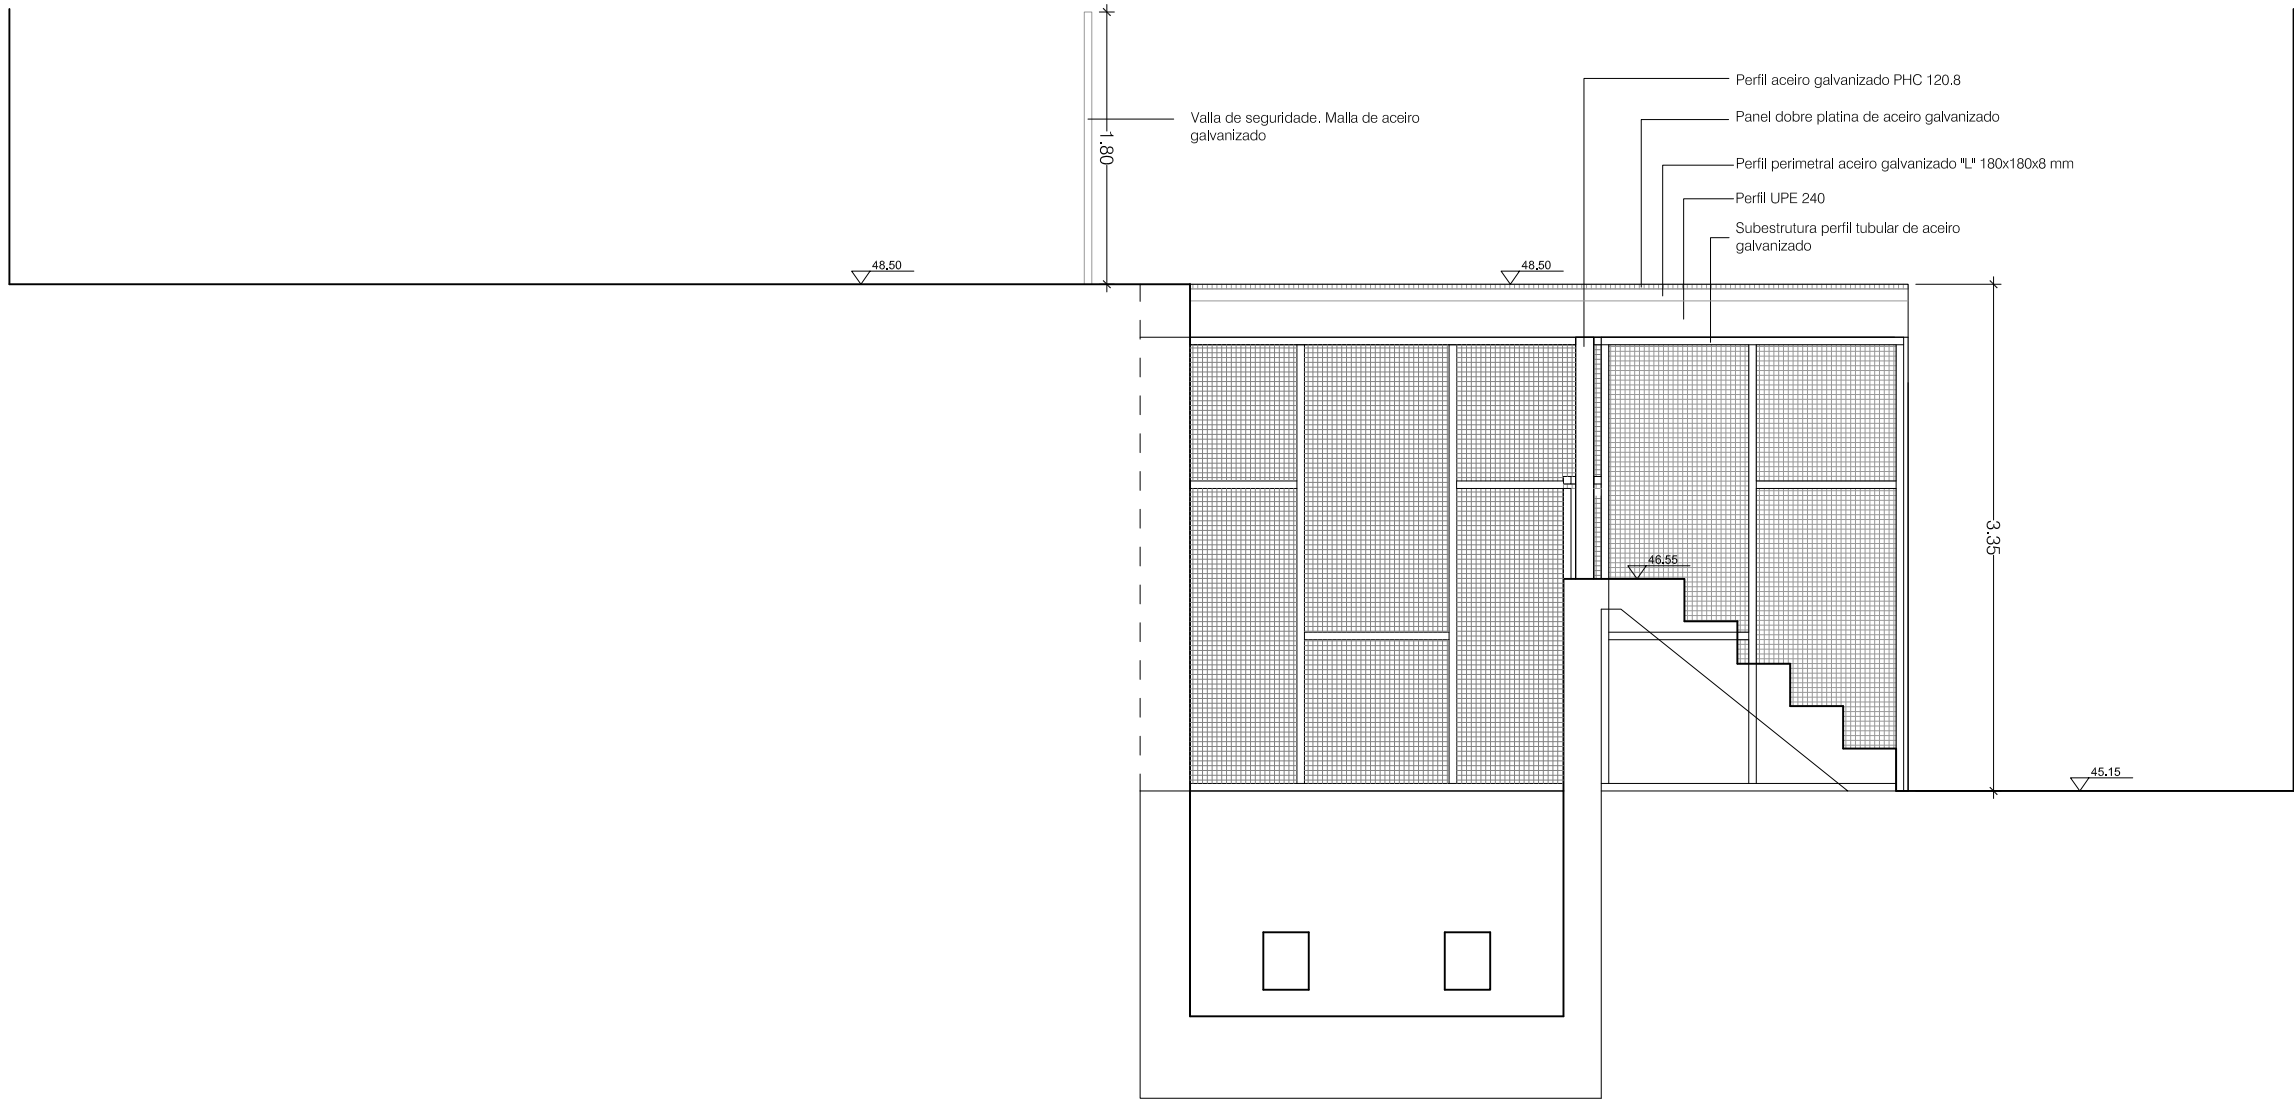 Perfil aceiro galvanizado PHC 120.8
Valla de seguridade. Malla de aceiro
galvanizado
Panel dobre platina de aceiro galvanizado
1.80
Perfil perimetral aceiro galvanizado "L" 180x180x8 mm
Perfil UPE 240
Subestrutura perfil tubular de aceiro
galvanizado
48.50
48.50
3.35
46.55
45.15